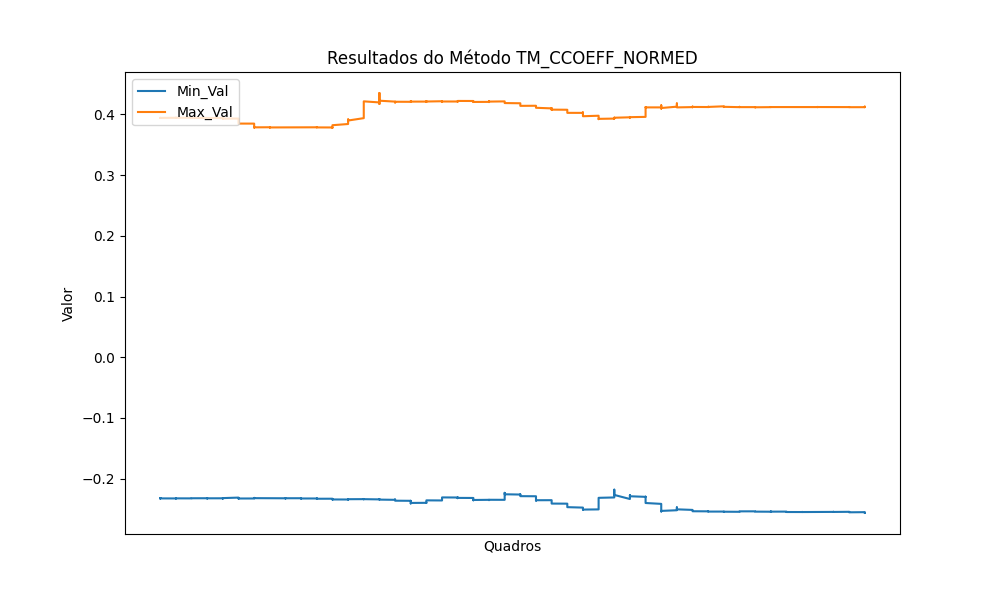 Resultados do Método TM_CCOEFF_NORMED
Min_Val
Max_Val
0.4
0.3
0.2
0.1
0.0
−0.1
−0.2
Valor
Quadros